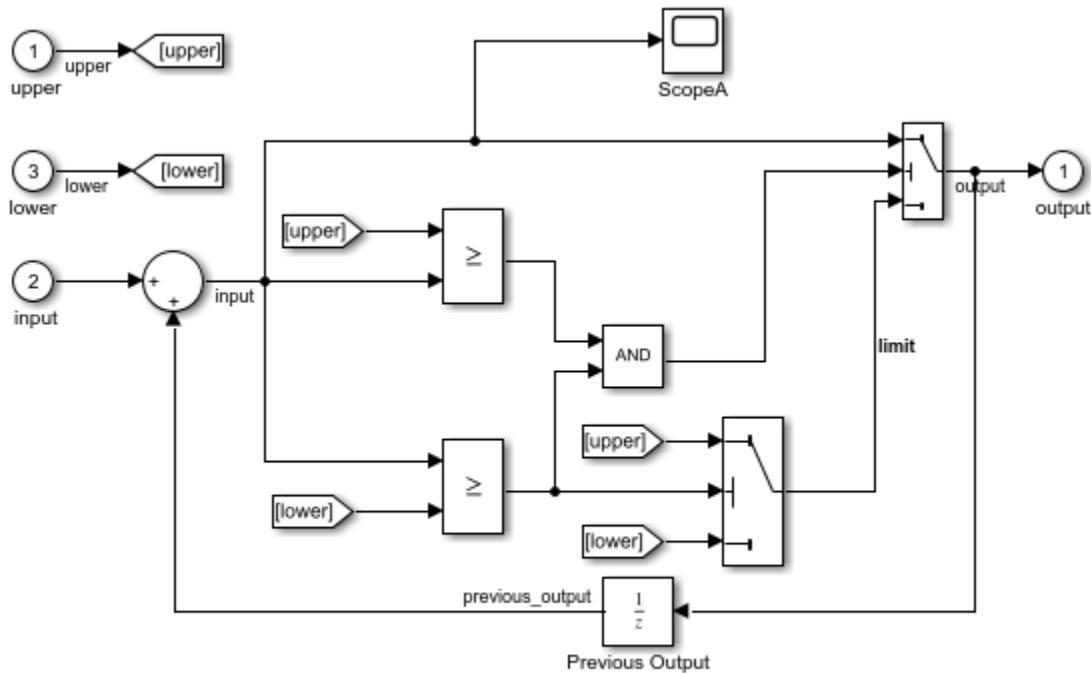 1
[upper]
upper
upper
ScopeA
3
[lower]
lower
lower
output
1
output
[upper]
≥
2
+
+
input
input
AND
limit
[upper]
≥
[lower]
[lower]
previous_output
1
z
Previous Output